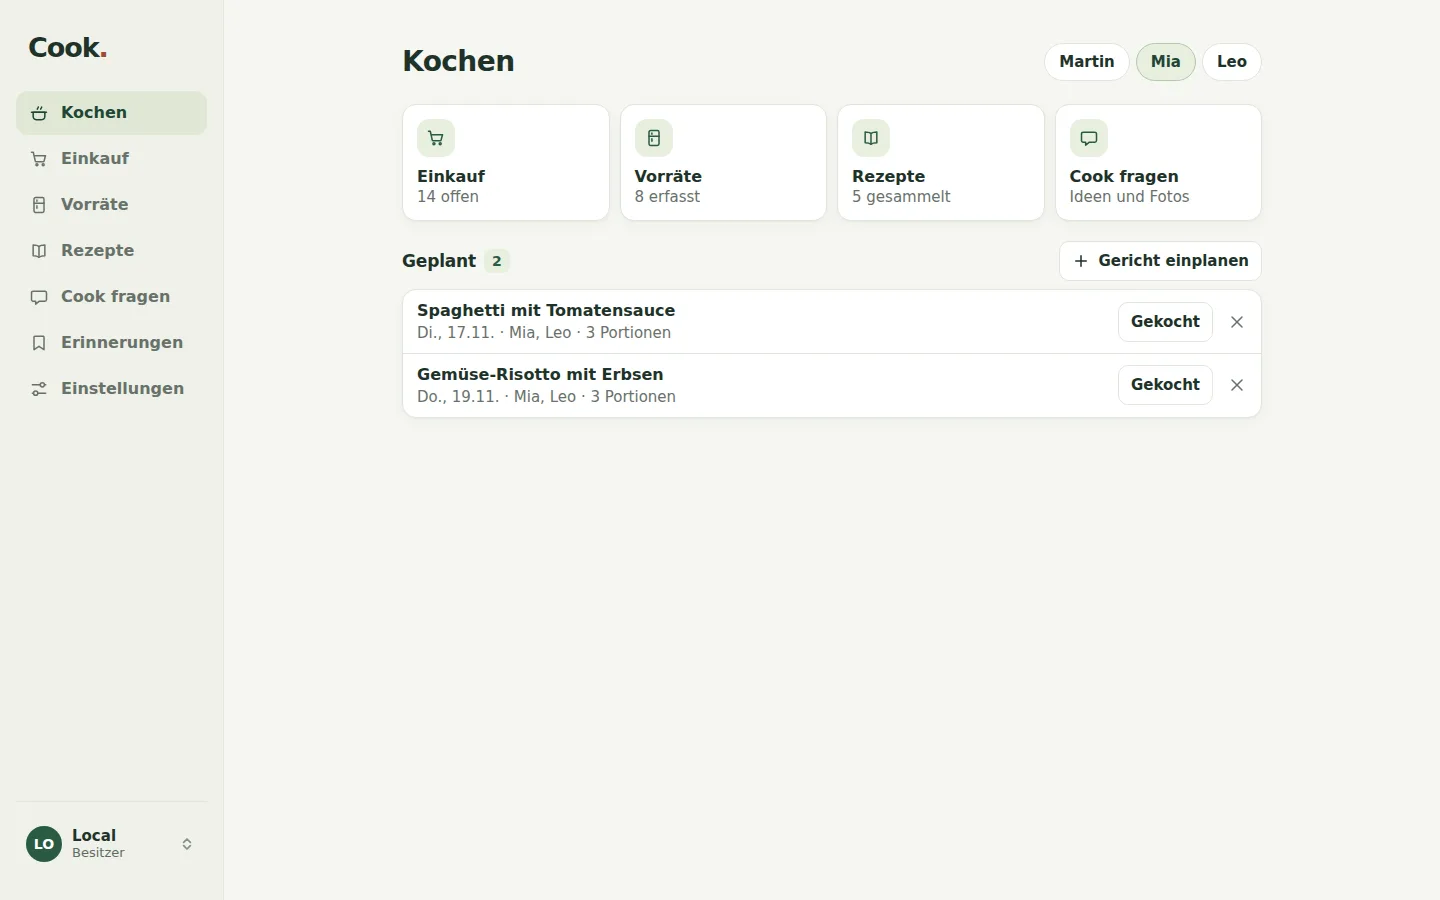 Cook.
Kochen
Einkauf
Vorräte
Rezepte
Cook fragen
Erinnerungen
Einstellungen
LO
Local
Besitzer
Kochen
Martin
Mia
Leo
Einkauf
14 offen
Vorräte
8 erfasst
Rezepte
5 gesammelt
Cook fragen
Ideen und Fotos
Geplant 2
Gericht einplanen
Spaghetti mit Tomatensauce
Di., 17.11. · Mia, Leo · 3 Portionen
Gekocht
Gemüse-Risotto mit Erbsen
Do., 19.11. · Mia, Leo · 3 Portionen
Gekocht